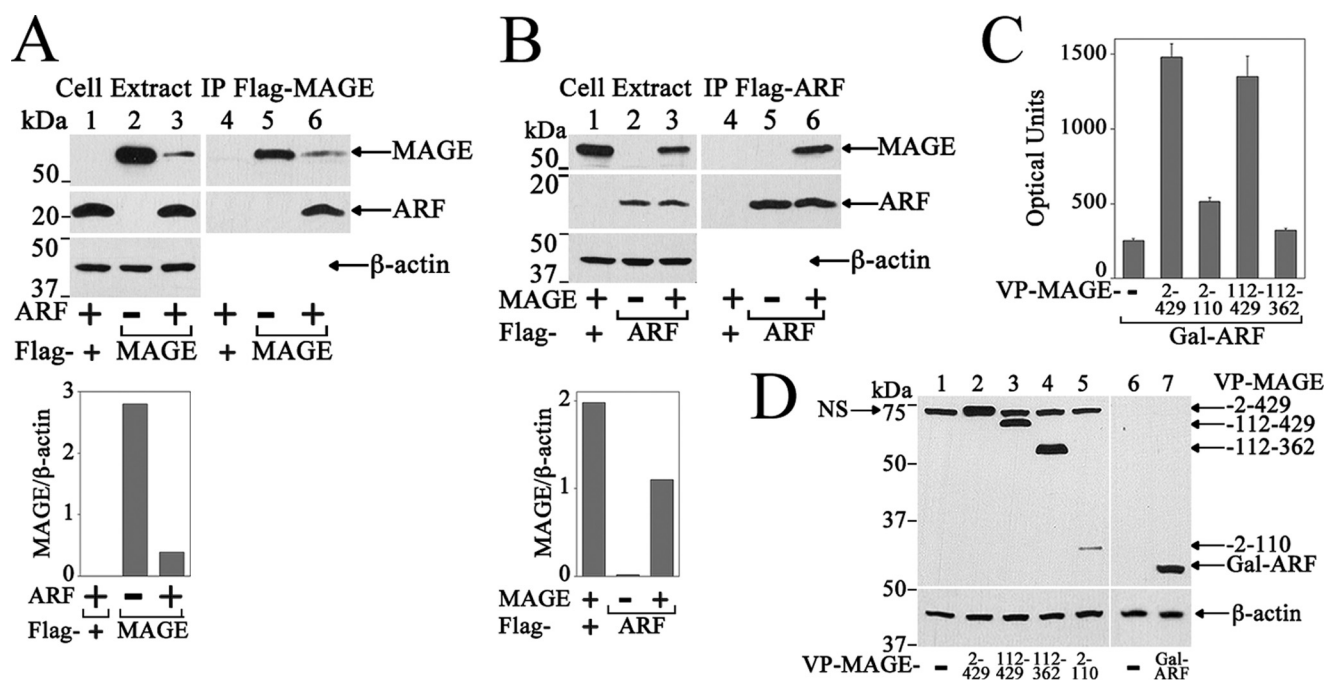 A
Cell Extract IP Flag-MAGE
kDa 1 2 3 4 5 6
MAGE
50
ARF
20
50
β-actin
37
ARF + − + + − +
Flag- + MAGE + MAGE
3
2
1
0
MAGE/β-actin
ARF + − +
Flag- + MAGE
B
Cell Extract IP Flag-ARF
kDa 1 2 3 4 5 6
MAGE
50
20
ARF
50
β-actin
37
MAGE + − + + − +
Flag- + ARF + ARF
2
1
0
MAGE/β-actin
MAGE + − +
Flag- + ARF
C
1500
1000
500
0
Optical Units
VP-MAGE- − 2-429 2-110 112-429 112-362
Gal-ARF
D
kDa 1 2 3 4 5 6 7 VP-MAGE
NS 75 -2-429
-112-429
-112-362
50
37
-2-110
Gal-ARF
50
β-actin
37
VP-MAGE- − 2-429 112-429 112-362 2-110 − Gal-ARF